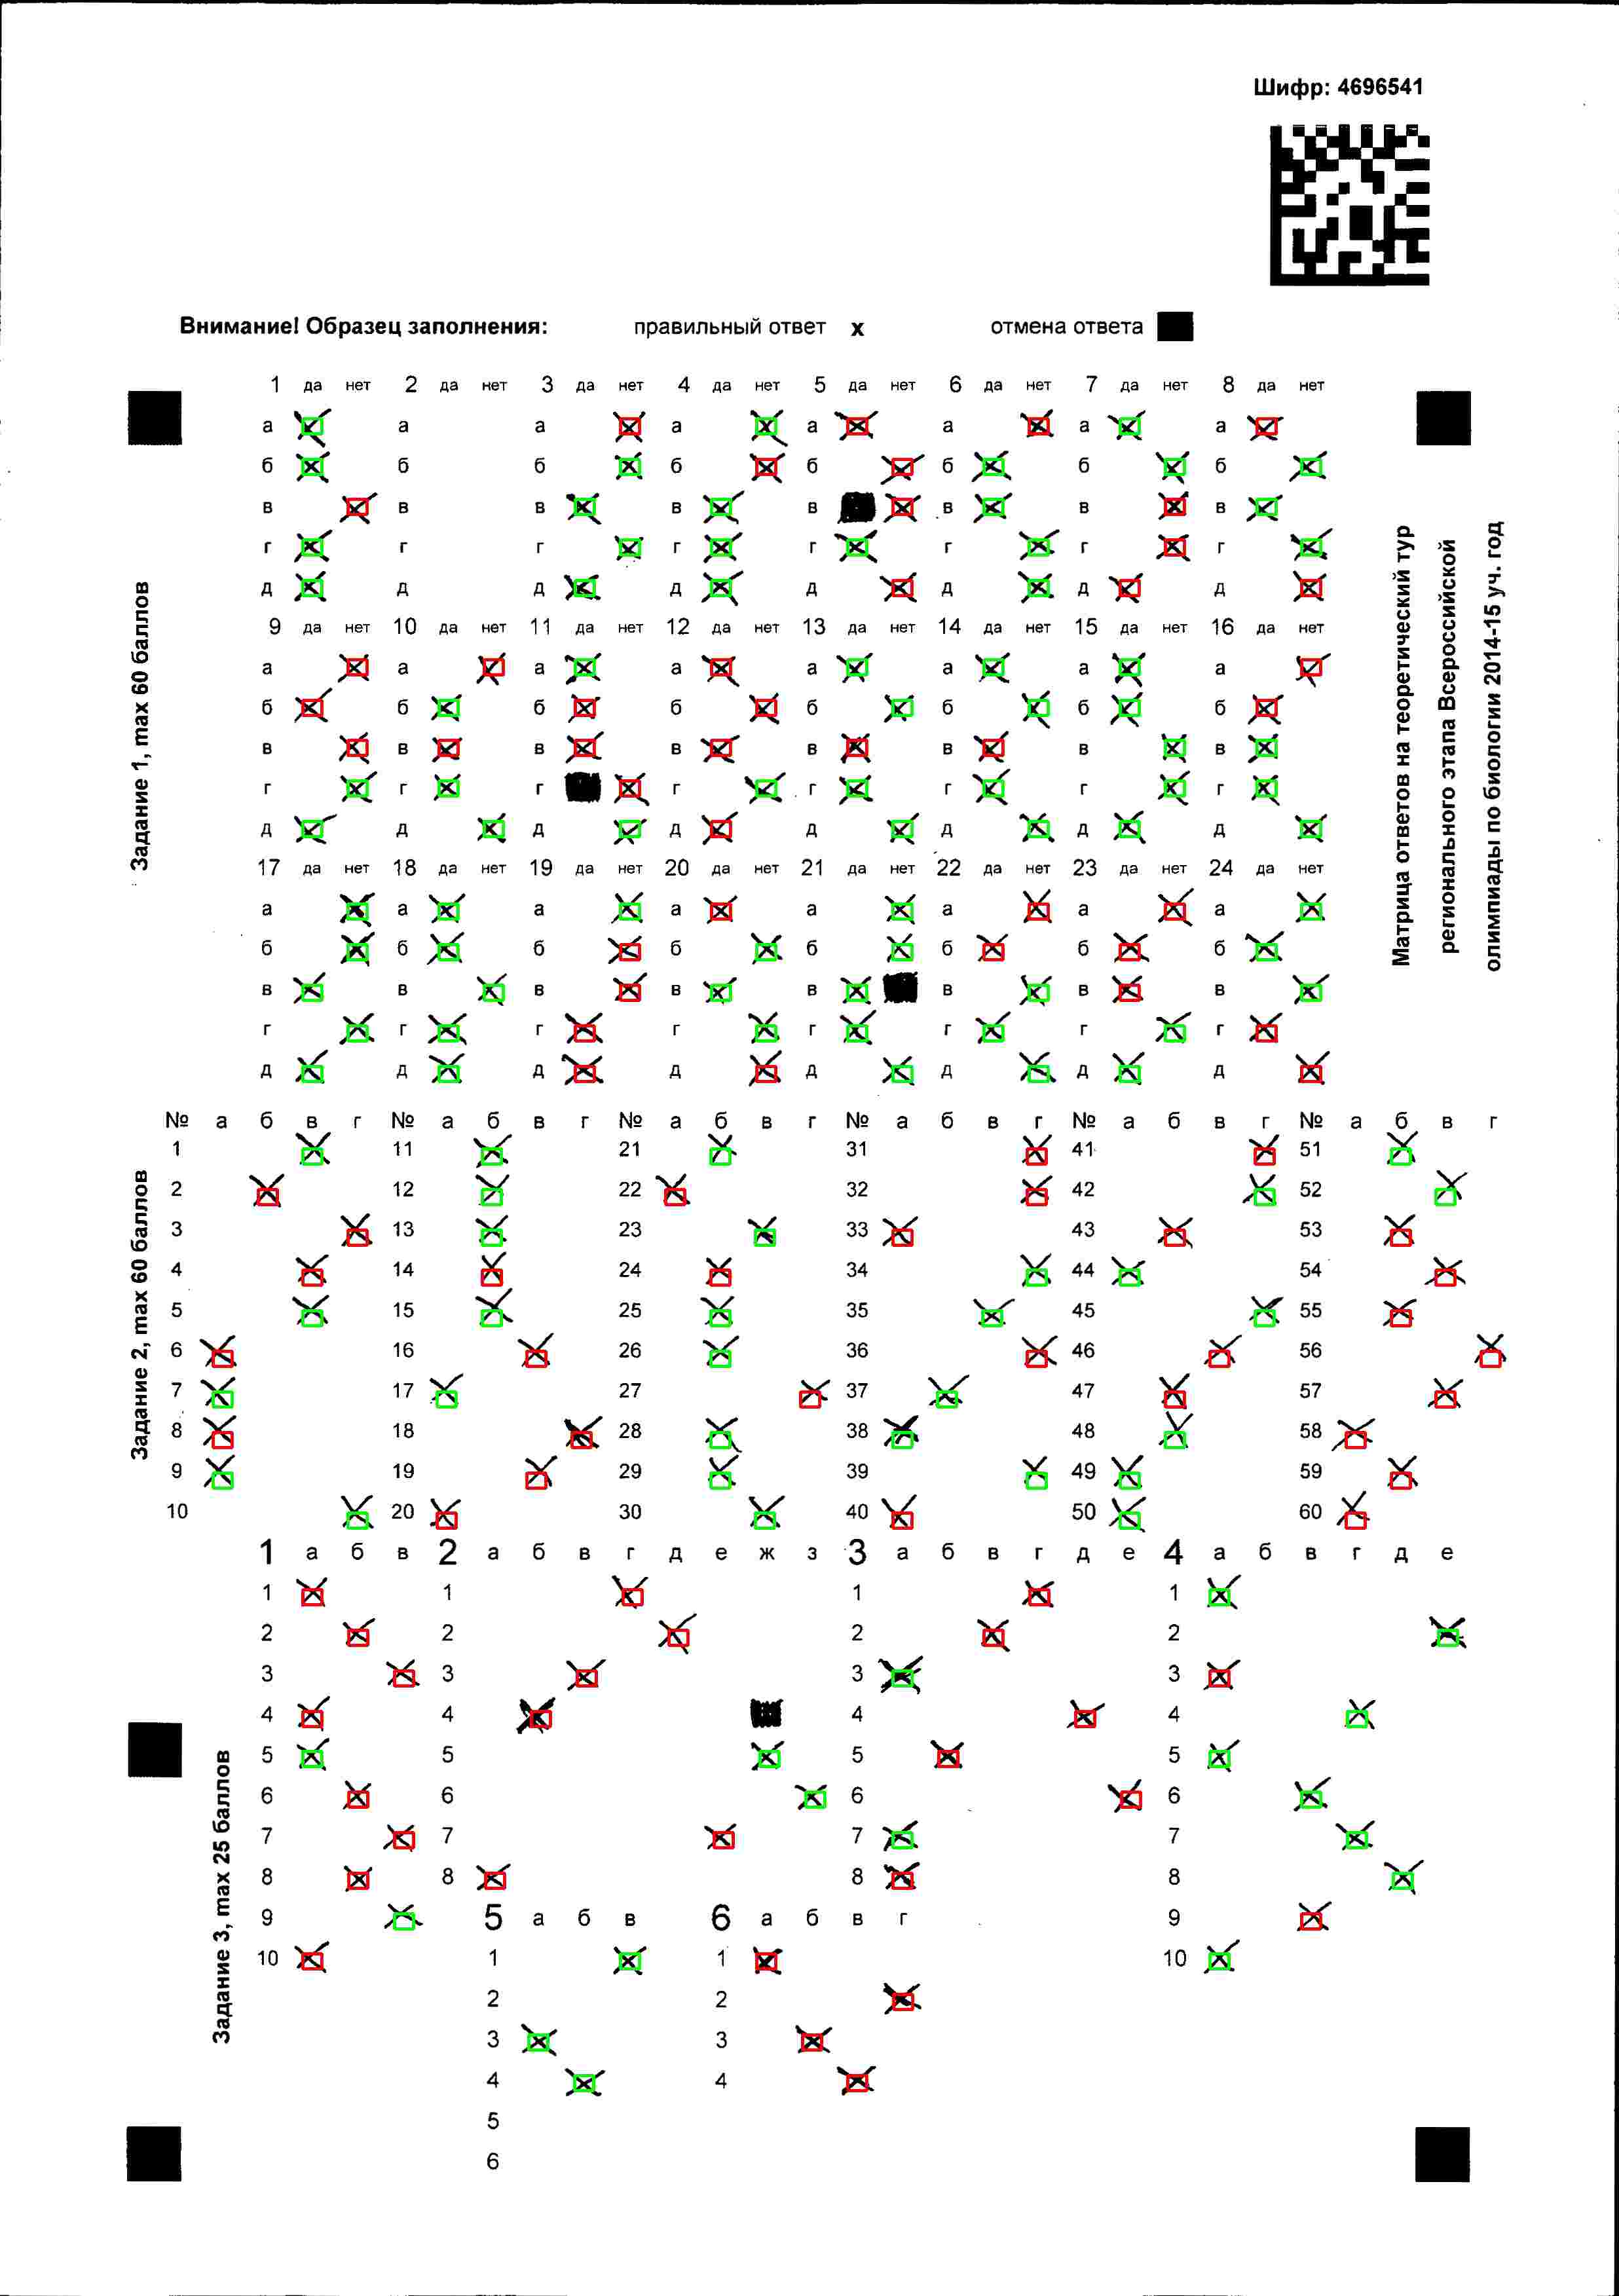 Шифр: 4696541
Внимание! Образец заполнения: правильный ответ х отмена ответа
Матрица ответов на теоретический тур
регионального этапа Всероссийской
олимпиады по биологии 2014-15 уч. год
Задание 1, max 60 баллов
1 да нет 2 да нет 3 да нет 4 да нет 5 да нет 6 да нет 7 да нет 8 да нет
а а а а а а а а
б б б б б б б б
в в в в в в в в
г г г г г г г г
д д д д д д д д
9 да нет 10 да нет 11 да нет 12 да нет 13 да нет 14 да нет 15 да нет 16 да нет
а а а а а а а а
б б б б б б б б
в в в в в в в в
г г г г г г г г
д д д д д д д д
17 да нет 18 да нет 19 да нет 20 да нет 21 да нет 22 да нет 23 да нет 24 да нет
а а а а а а а а
б б б б б б б б
в в в в в в в в
г г г г г г г г
д д д д д д д д
Задание 2, max 60 баллов
№ а б в г № а б в г № а б в г № а б в г № а б в г № а б в г
1 11 21 31 41 51
2 12 22 32 42 52
3 13 23 33 43 53
4 14 24 34 44 54
5 15 25 35 45 55
6 16 26 36 46 56
7 17 27 37 47 57
8 18 28 38 48 58
9 19 29 39 49 59
10 20 30 40 50 60
Задание 3, max 25 баллов
1 а б в 2 а б в г д е ж з 3 а б в г д е 4 а б в г д е
1 1 1 1
2 2 2 2
3 3 3 3
4 4 4 4
5 5 5 5
6 6 6 6
7 7 7 7
8 8 8 8
9 5 а б в 6 а б в г 9
10 1 1 10
2 2
3 3
4 4
5
6